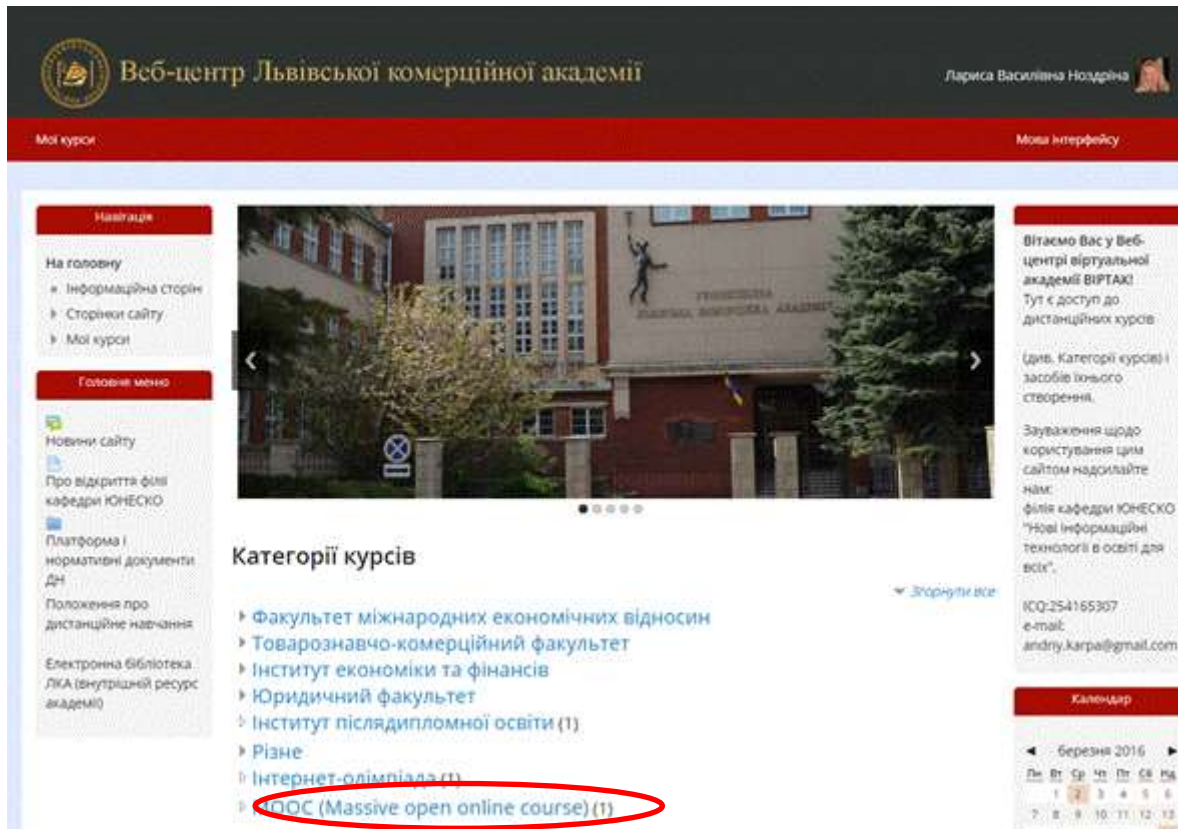 Веб-центр Львівської комерційної академії
Лариса Василівна Ноздріна
Мої курси
Мова інтерфейсу
Навігація
На головну
Інформаційна сторін
Сторінки сайту
Мої курси
Головне меню
Новини сайту
Про відкриття філії
кафедри ЮНЕСКО
Платформа і
нормативні документи
ДН
Положення про
дистанційне навчання
Електронна бібліотека
ЛКА (внутрішній ресурс
академії)
Категорії курсів
Згорнути все
Факультет міжнародних економічних відносин
Товарознавчо-комерційний факультет
Інститут економіки та фінансів
Юридичний факультет
Інститут післядипломної освіти (1)
Різне
Інтернет-олімпіада (1)
MOOC (Massive open online course) (1)
Вітаємо Вас у Веб-
центрі віртуальної
академії ВІРТАК!
Тут є доступ до
дистанційних курсів
(див. Категорії курсів) і
засобів їхнього
створення.
Зауваження щодо
користування цим
сайтом надсилайте
нам:
філія кафедри ЮНЕСКО
"Нові інформаційні
технології в освіті для
всіх",
ICQ:254165307
e-mail:
andriy.karpa@gmail.com
Календар
березня 2016
Пн Вт Ср Чт Пт Сб Нд
1 2 3 4 5 6
7 8 9 10 11 12 13